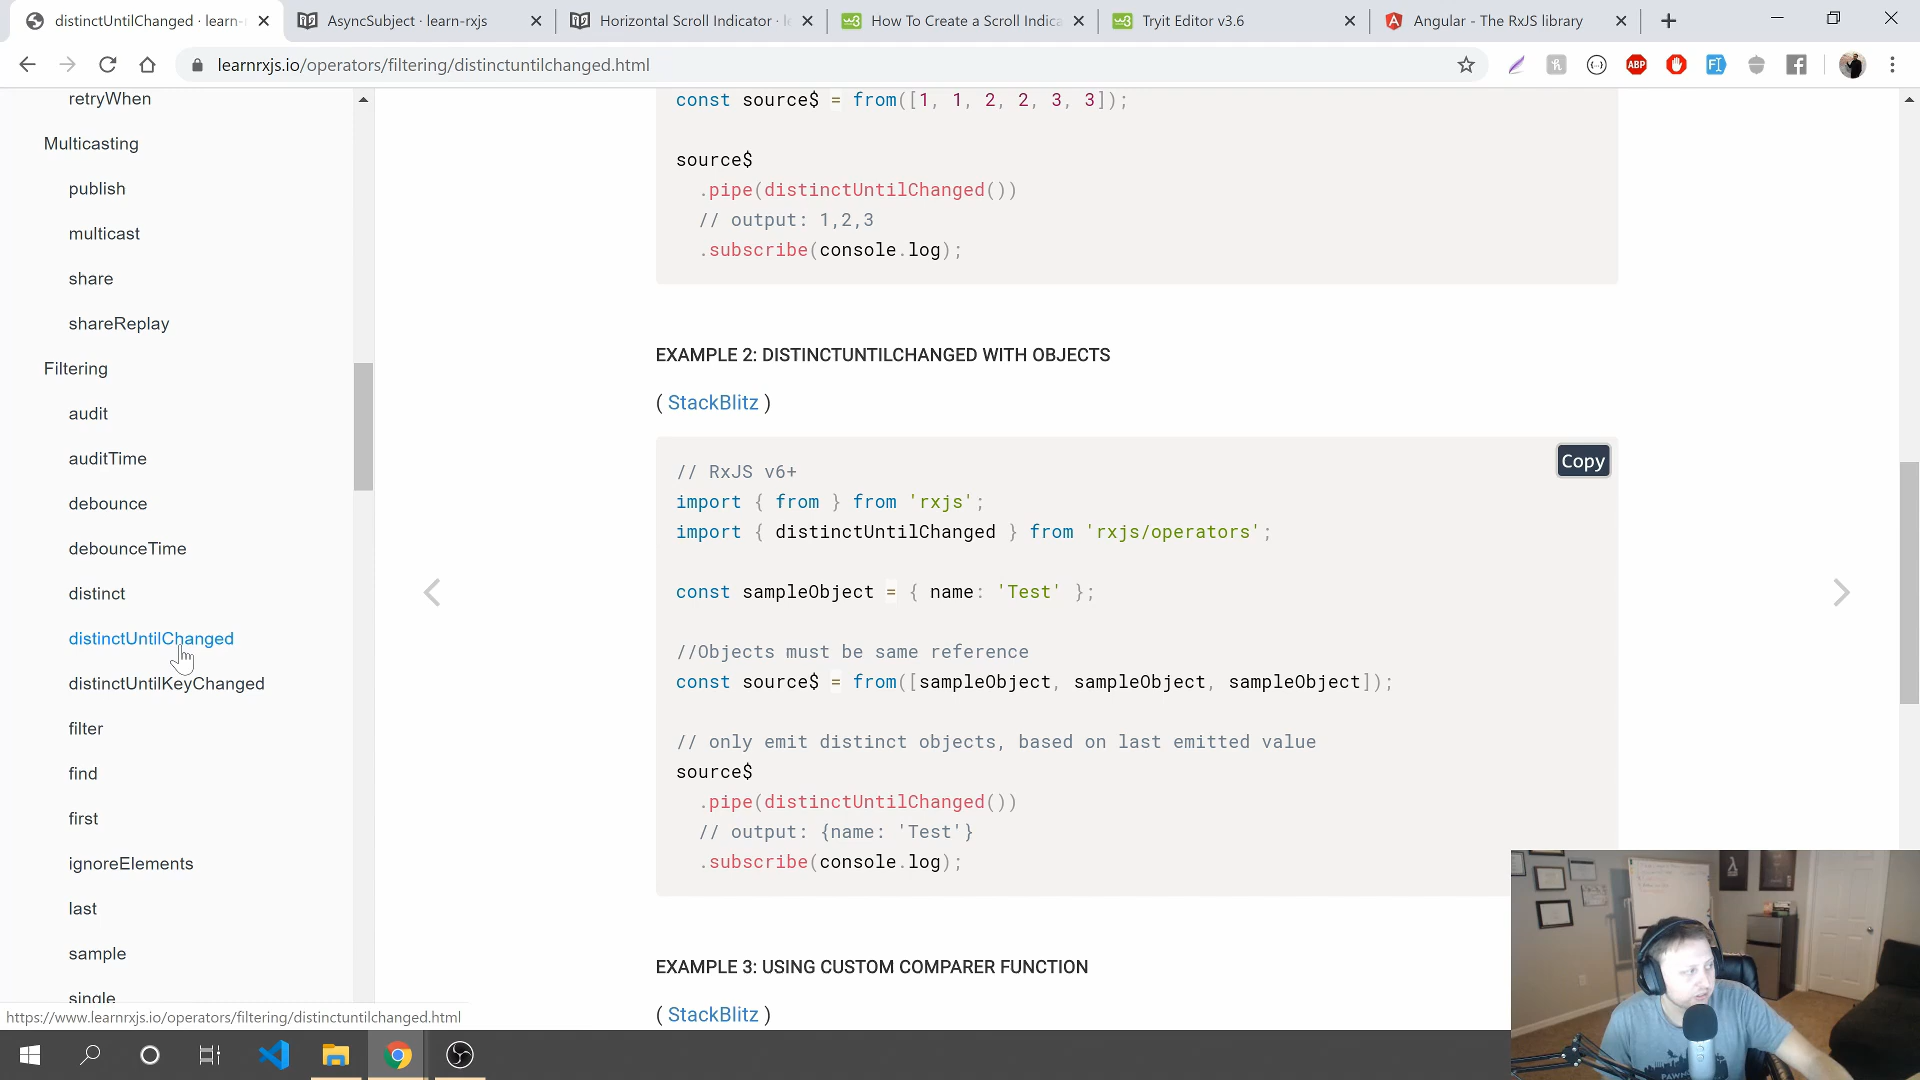 distinctUntilChanged · learn-
AsyncSubject · learn-rxjs
Horizontal Scroll Indicator · le
How To Create a Scroll Indica
Tryit Editor v3.6
Angular - The RxJS library
learnrxjs.io/operators/filtering/distinctuntilchanged.html
retryWhen
Multicasting
publish
multicast
share
shareReplay
Filtering
audit
auditTime
debounce
debounceTime
distinct
distinctUntilChanged
distinctUntilKeyChanged
filter
find
first
ignoreElements
last
sample
single
https://www.learnrxjs.io/operators/filtering/distinctuntilchanged.html
const source$ = from([1, 1, 2, 2, 3, 3]);
source$
.pipe(distinctUntilChanged())
// output: 1,2,3
.subscribe(console.log);
EXAMPLE 2: DISTINCTUNTILCHANGED WITH OBJECTS
( StackBlitz )
Copy
// RxJS v6+
import { from } from 'rxjs';
import { distinctUntilChanged } from 'rxjs/operators';
const sampleObject = { name: 'Test' };
//Objects must be same reference
const source$ = from([sampleObject, sampleObject, sampleObject]);
// only emit distinct objects, based on last emitted value
source$
.pipe(distinctUntilChanged())
// output: {name: 'Test'}
.subscribe(console.log);
EXAMPLE 3: USING CUSTOM COMPARER FUNCTION
( StackBlitz )